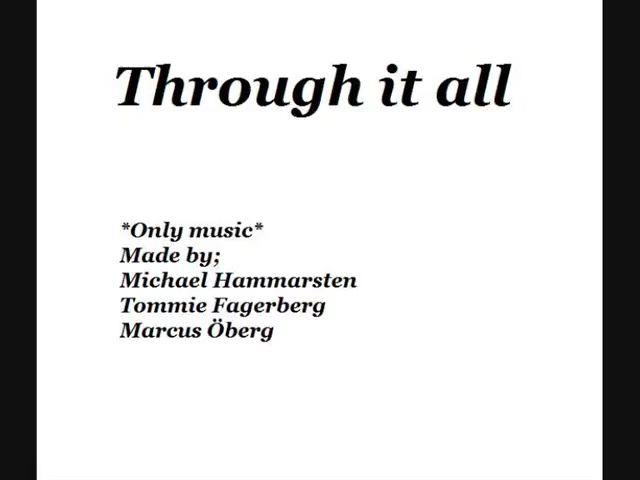 Through it all
*Only music*
Made by;
Michael Hammarsten
Tommie Fagerberg
Marcus Öberg